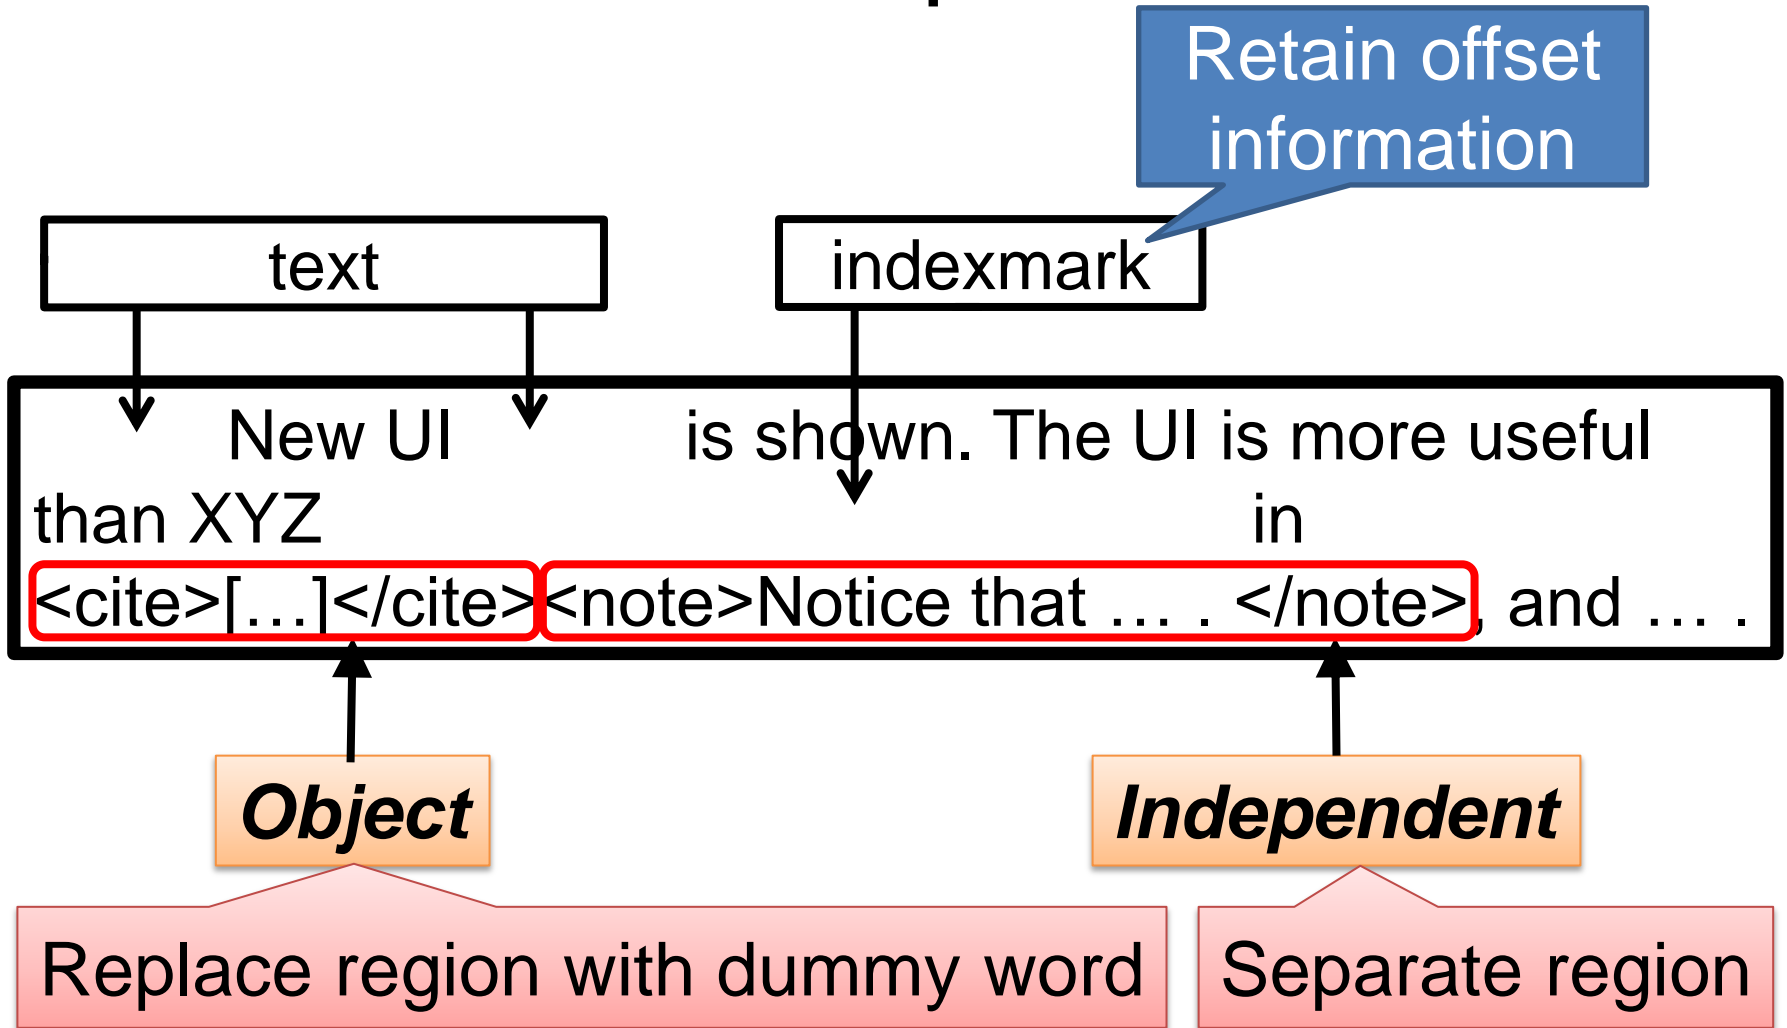 Retain offset
information
text
indexmark
New UI is shown. The UI is more useful
than XYZ in
<cite>[…]</cite><note>Notice that … . </note>, and … .
Object
Independent
Replace region with dummy word
Separate region